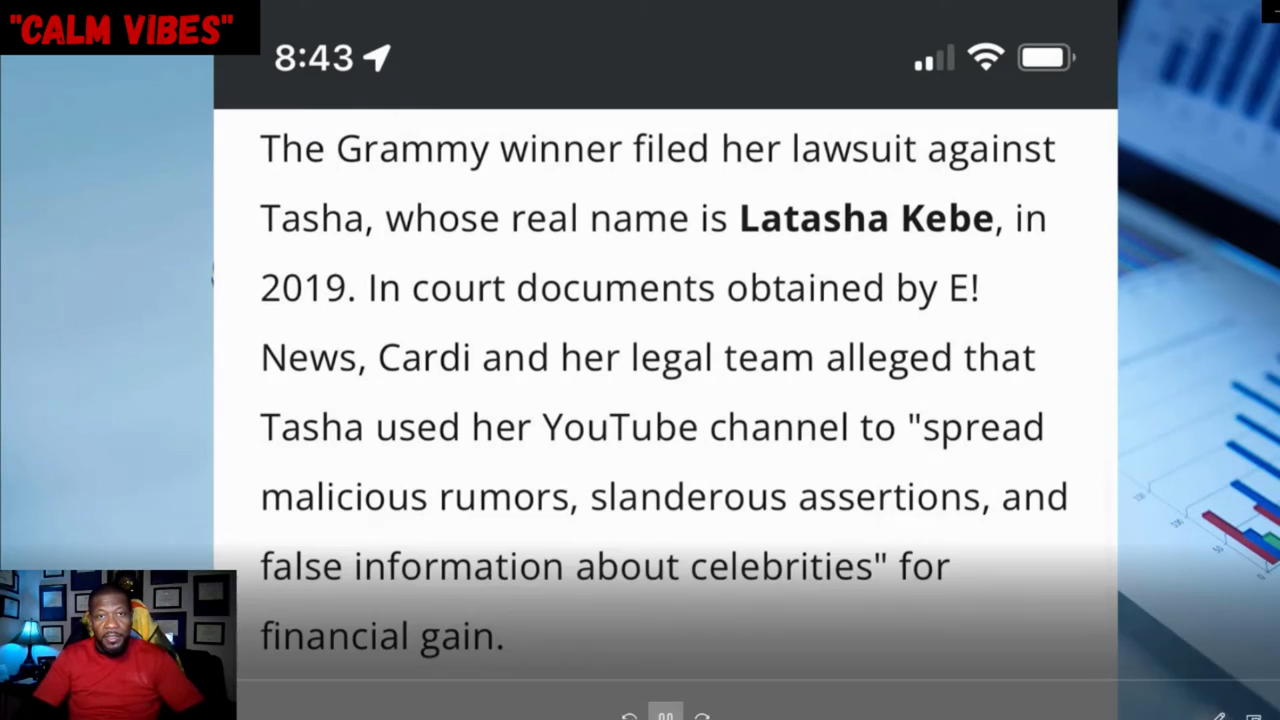 "CALM VIBES"
8:43
The Grammy winner filed her lawsuit against
Tasha, whose real name is Latasha Kebe, in
2019. In court documents obtained by E!
News, Cardi and her legal team alleged that
Tasha used her YouTube channel to "spread
malicious rumors, slanderous assertions, and
false information about celebrities" for
financial gain.